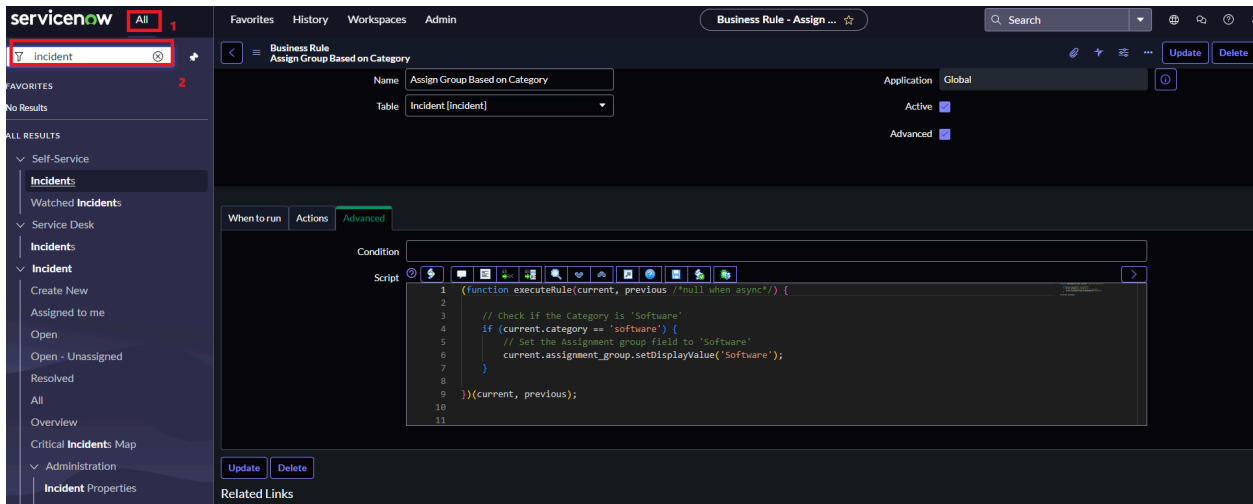 servicenow All 1 Favorites History Workspaces Admin Business Rule - Assign ... Search
incident 2
FAVORITES
No Results
ALL RESULTS
Self-Service
Incidents
Watched Incidents
Service Desk
Incidents
Incident
Create New
Assigned to me
Open
Open - Unassigned
Resolved
All
Overview
Critical Incidents Map
Administration
Incident Properties
Business Rule
Assign Group Based on Category
Update Delete
Name Assign Group Based on Category
Application Global
Table Incident [incident]
Active
Advanced
When to run Actions Advanced
Condition
Script
1 (function executeRule(current, previous /*null when async*/) {
2
3 // Check if the Category is 'Software'
4 if (current.category == 'software') {
5 // Set the Assignment group field to 'Software'
6 current.assignment_group.setDisplayValue('Software');
7 }
8
9 })(current, previous);
10
11
Update Delete
Related Links